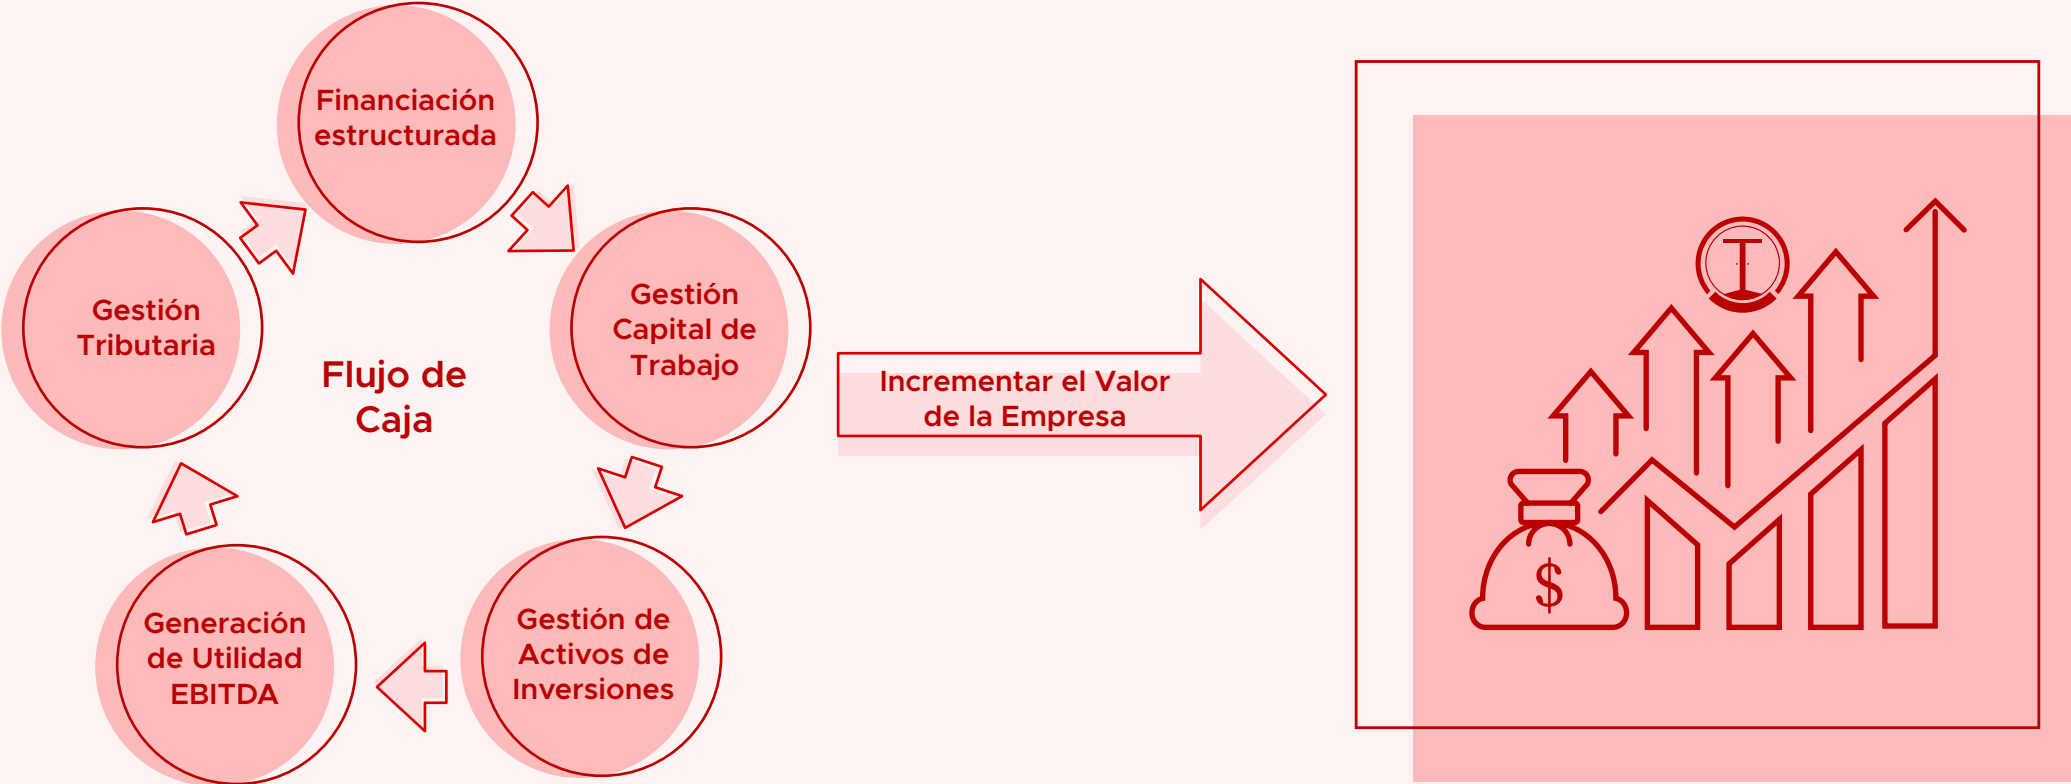 Financiación
estructurada
Gestión
Capital de
Trabajo
Gestión de
Activos de
Inversiones
Generación
de Utilidad
EBITDA
Gestión
Tributaria
Flujo de
Caja
Incrementar el Valor
de la Empresa
$